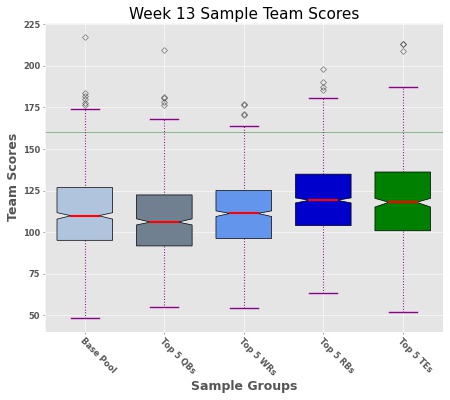 Week 13 Sample Team Scores
225
200
175
150
125
100
75
50
Team Scores
Base Pool
Top 5 QBs
Top 5 WRs
Top 5 RBs
Top 5 TEs
Sample Groups